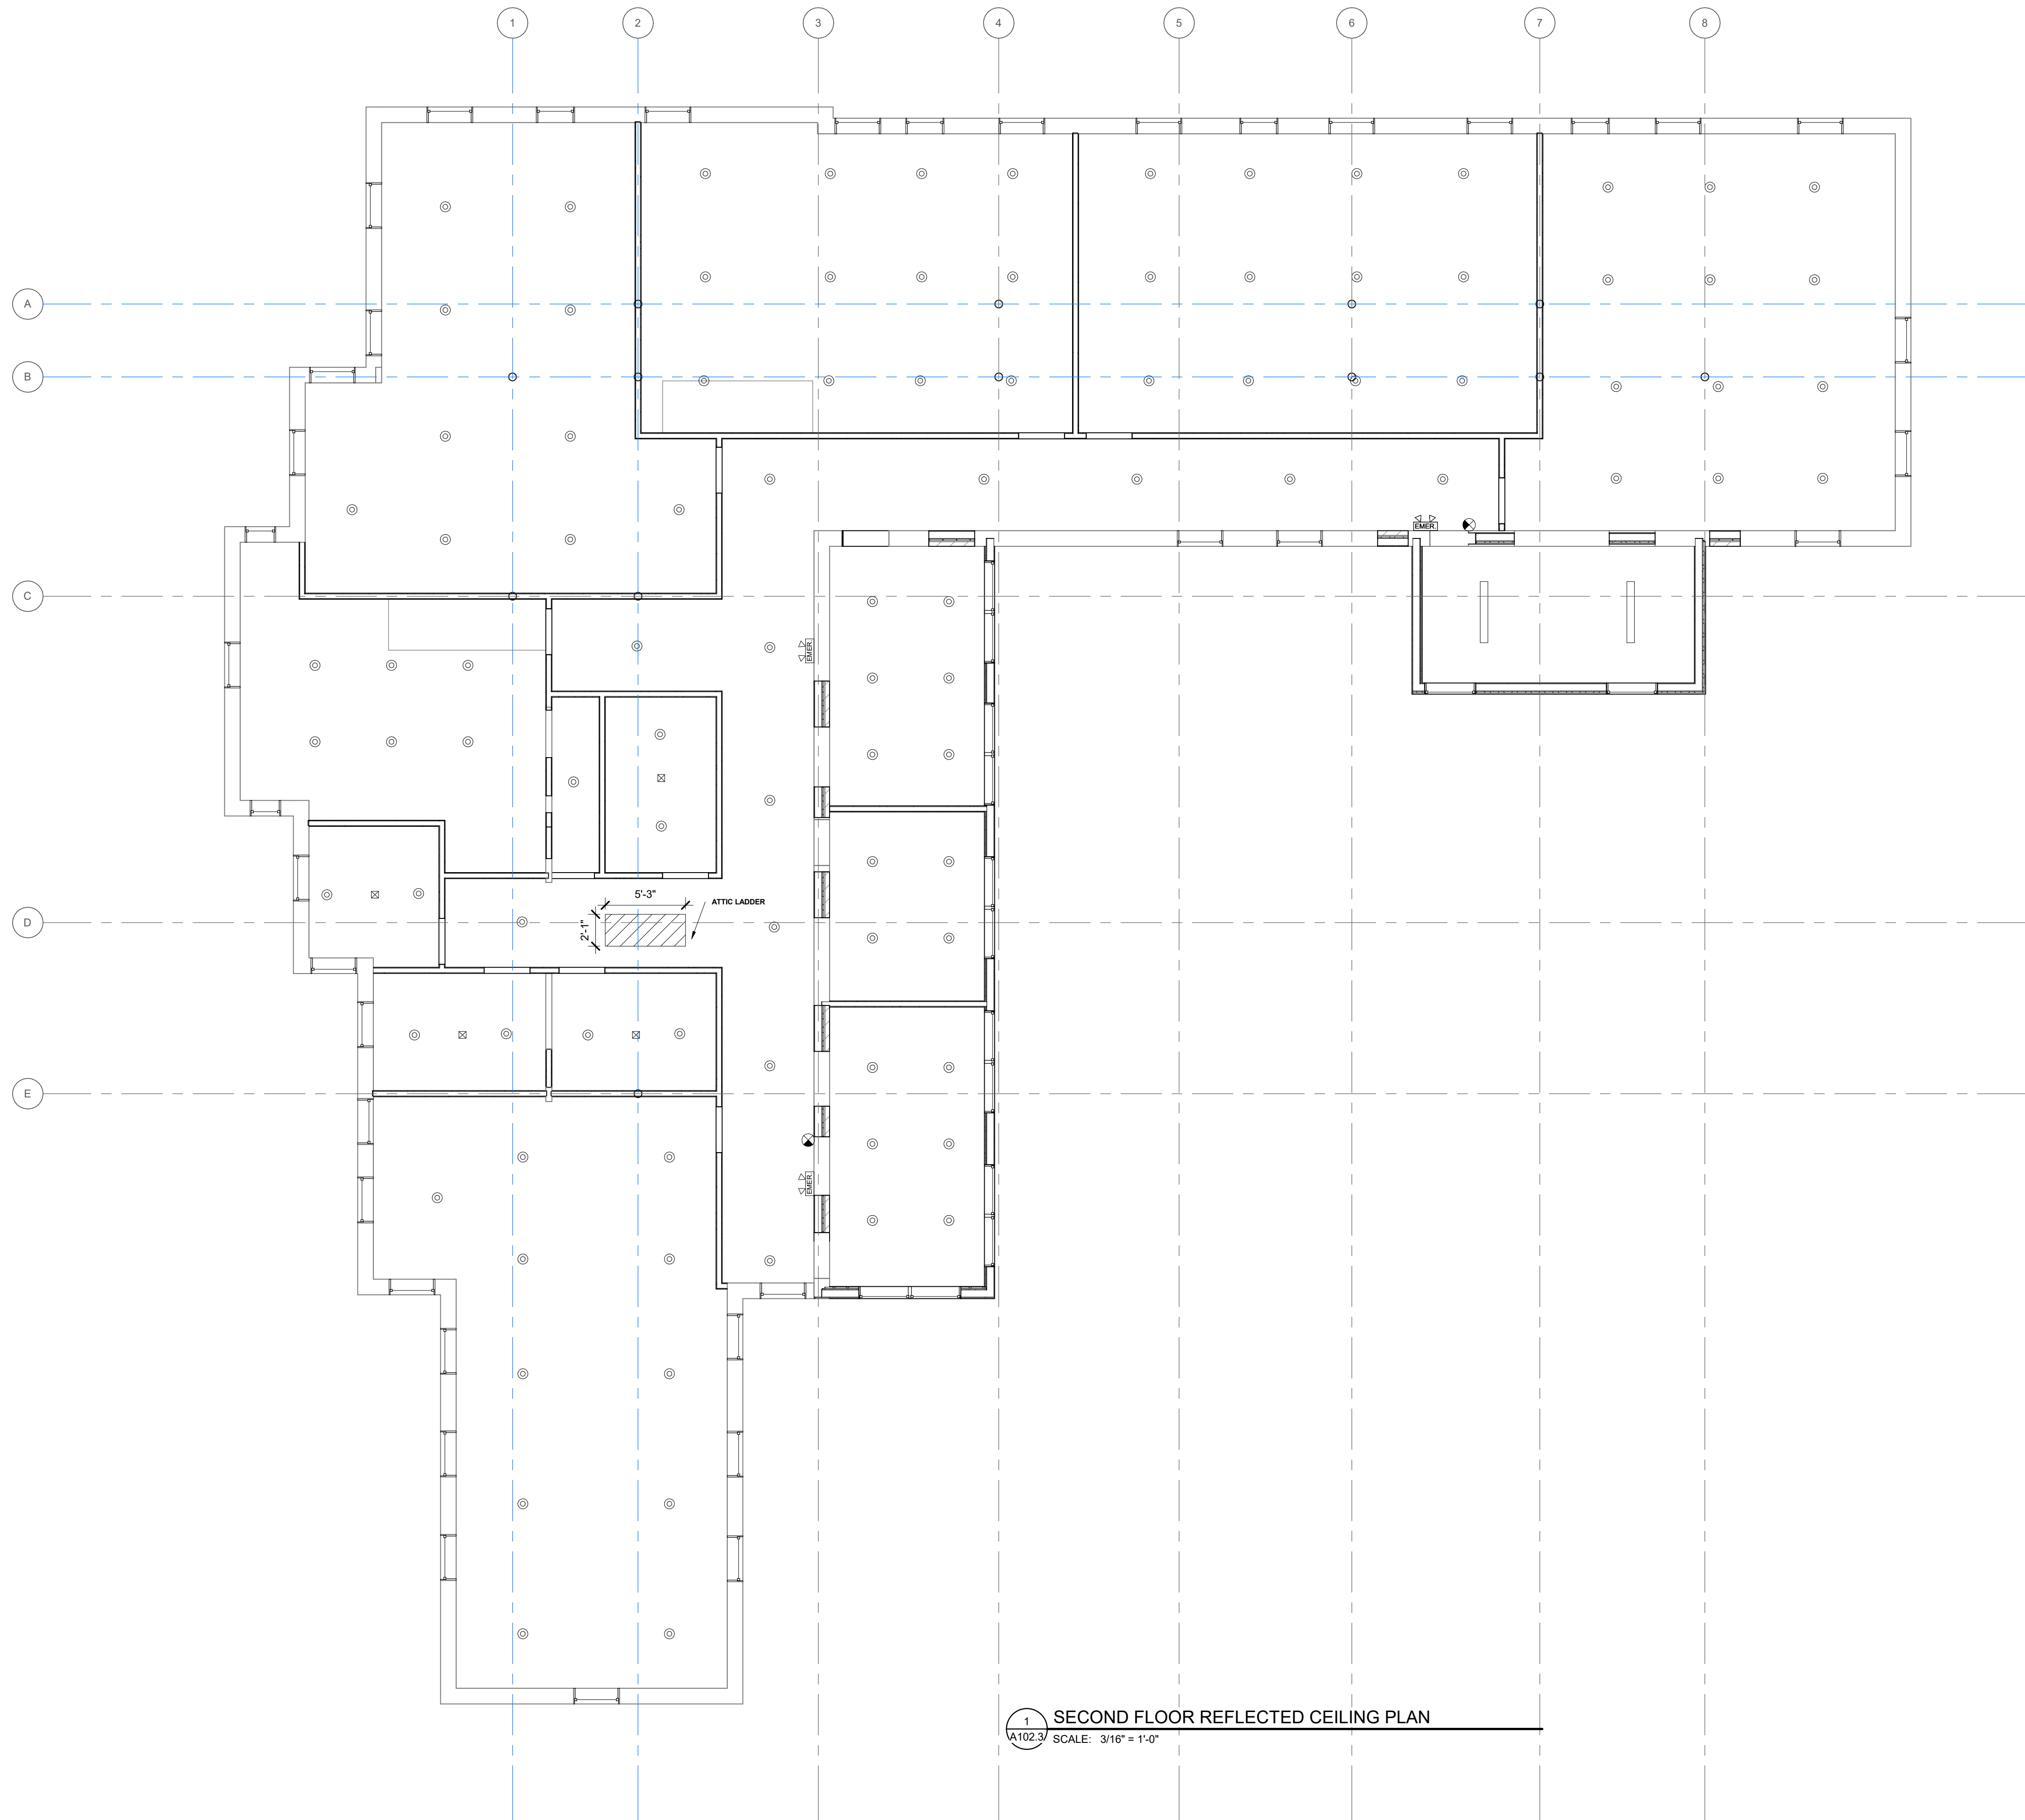 1 2 3 4 5 6 7 8
A
B
EMER.
C
EMER.
5'-3"
ATTIC LADDER
D
2'-1"
E
EMER.
1 SECOND FLOOR REFLECTED CEILING PLAN
A102.3 SCALE: 3/16" = 1'-0"